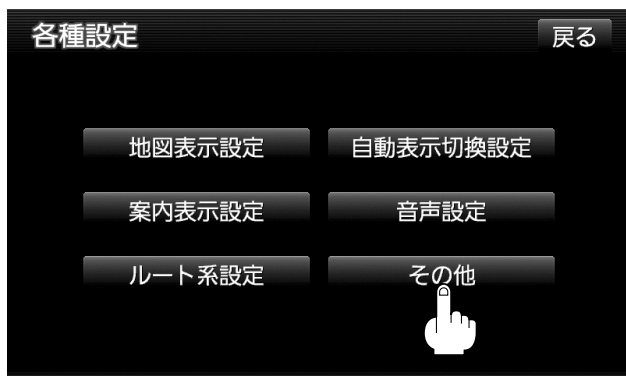 各種設定
戻る
地図表示設定
自動表示切換設定
案内表示設定
音声設定
ルート系設定
その他